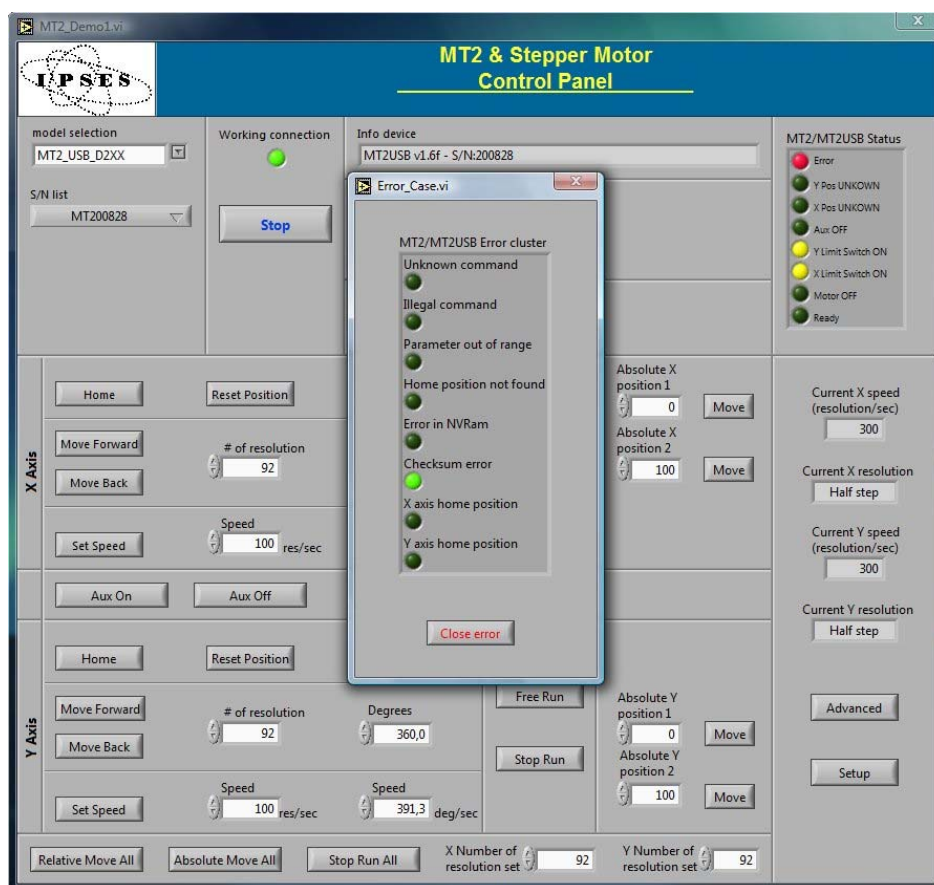 MT2_Demo1.vi
x
IPSES
MT2 & Stepper Motor
Control Panel
model selection
MT2_USB_D2XX
S/N list
MT200828
Working connection
Stop
Info device
MT2USB v1.6f - S/N:200828
MT2/MT2USB Status
Error
Y Pos UNKOWN
X Pos UNKOWN
Aux OFF
Y Limit Switch ON
X Limit Switch ON
Motor OFF
Ready
Error_Case.vi
x
MT2/MT2USB Error cluster
Unknown command
Illegal command
Parameter out of range
Home position not found
Error in NVRam
Checksum error
X axis home position
Y axis home position
Close error
X Axis
Home
Reset Position
Move Forward
Move Back
# of resolution
92
Set Speed
Speed
100 res/sec
Absolute X
position 1
0
Move
Absolute X
position 2
100
Move
Current X speed
(resolution/sec)
300
Current X resolution
Half step
Current Y speed
(resolution/sec)
300
Current Y resolution
Half step
Aux On
Aux Off
Y Axis
Home
Reset Position
Move Forward
Move Back
# of resolution
92
Degrees
360,0
Free Run
Stop Run
Absolute Y
position 1
0
Move
Absolute Y
position 2
100
Move
Set Speed
Speed
100 res/sec
Speed
391,3 deg/sec
Advanced
Setup
Relative Move All
Absolute Move All
Stop Run All
X Number of
resolution set
92
Y Number of
resolution set
92